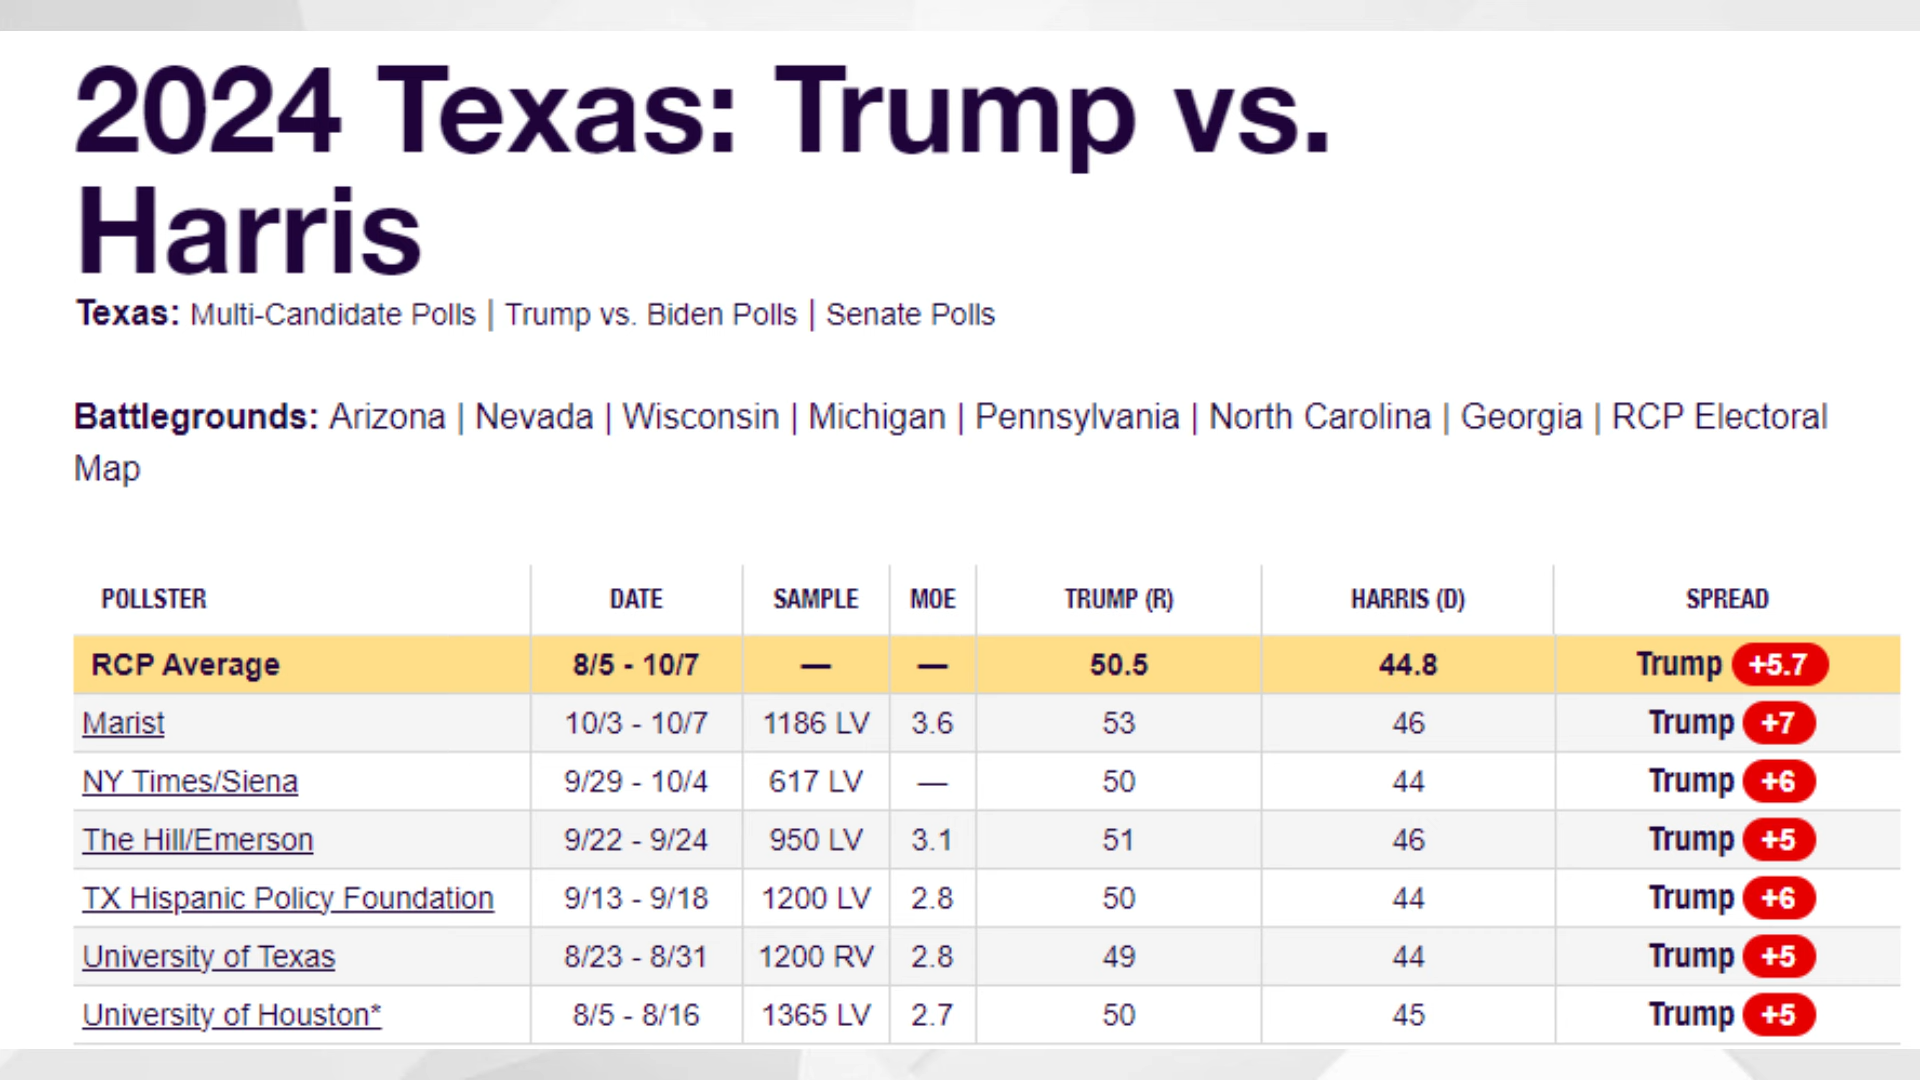 2024 Texas: Trump vs.
Harris
Texas: Multi-Candidate Polls | Trump vs. Biden Polls | Senate Polls
Battlegrounds: Arizona | Nevada | Wisconsin | Michigan | Pennsylvania | North Carolina | Georgia | RCP Electoral
Map
POLLSTER DATE SAMPLE MOE TRUMP (R) HARRIS (D) SPREAD
RCP Average 8/5 - 10/7 — — 50.5 44.8 Trump +5.7
Marist 10/3 - 10/7 1186 LV 3.6 53 46 Trump +7
NY Times/Siena 9/29 - 10/4 617 LV — 50 44 Trump +6
The Hill/Emerson 9/22 - 9/24 950 LV 3.1 51 46 Trump +5
TX Hispanic Policy Foundation 9/13 - 9/18 1200 LV 2.8 50 44 Trump +6
University of Texas 8/23 - 8/31 1200 RV 2.8 49 44 Trump +5
University of Houston* 8/5 - 8/16 1365 LV 2.7 50 45 Trump +5